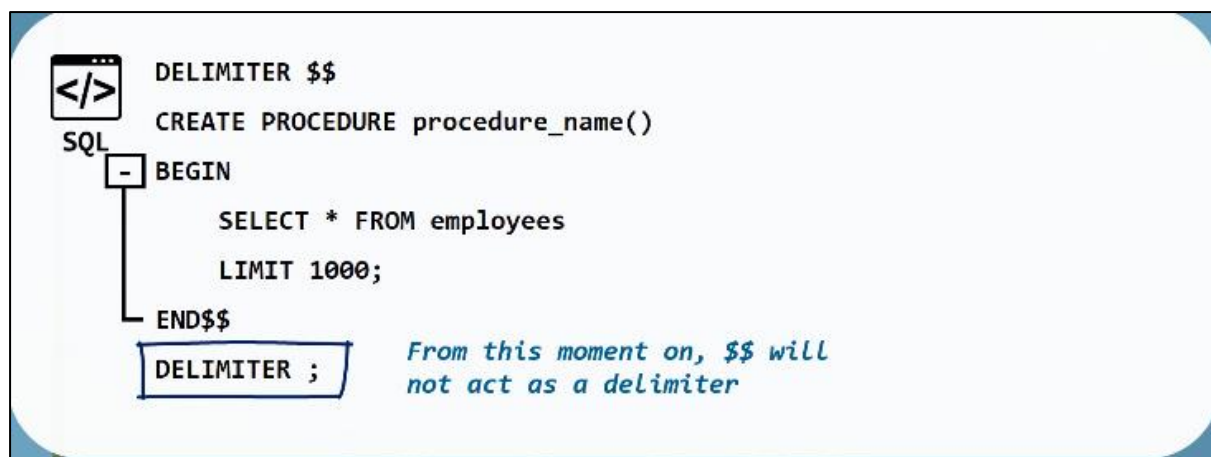 </>
SQL
DELIMITER $$
CREATE PROCEDURE procedure_name()
- BEGIN
SELECT * FROM employees
LIMIT 1000;
END$$
DELIMITER ;
From this moment on, $$ will
not act as a delimiter